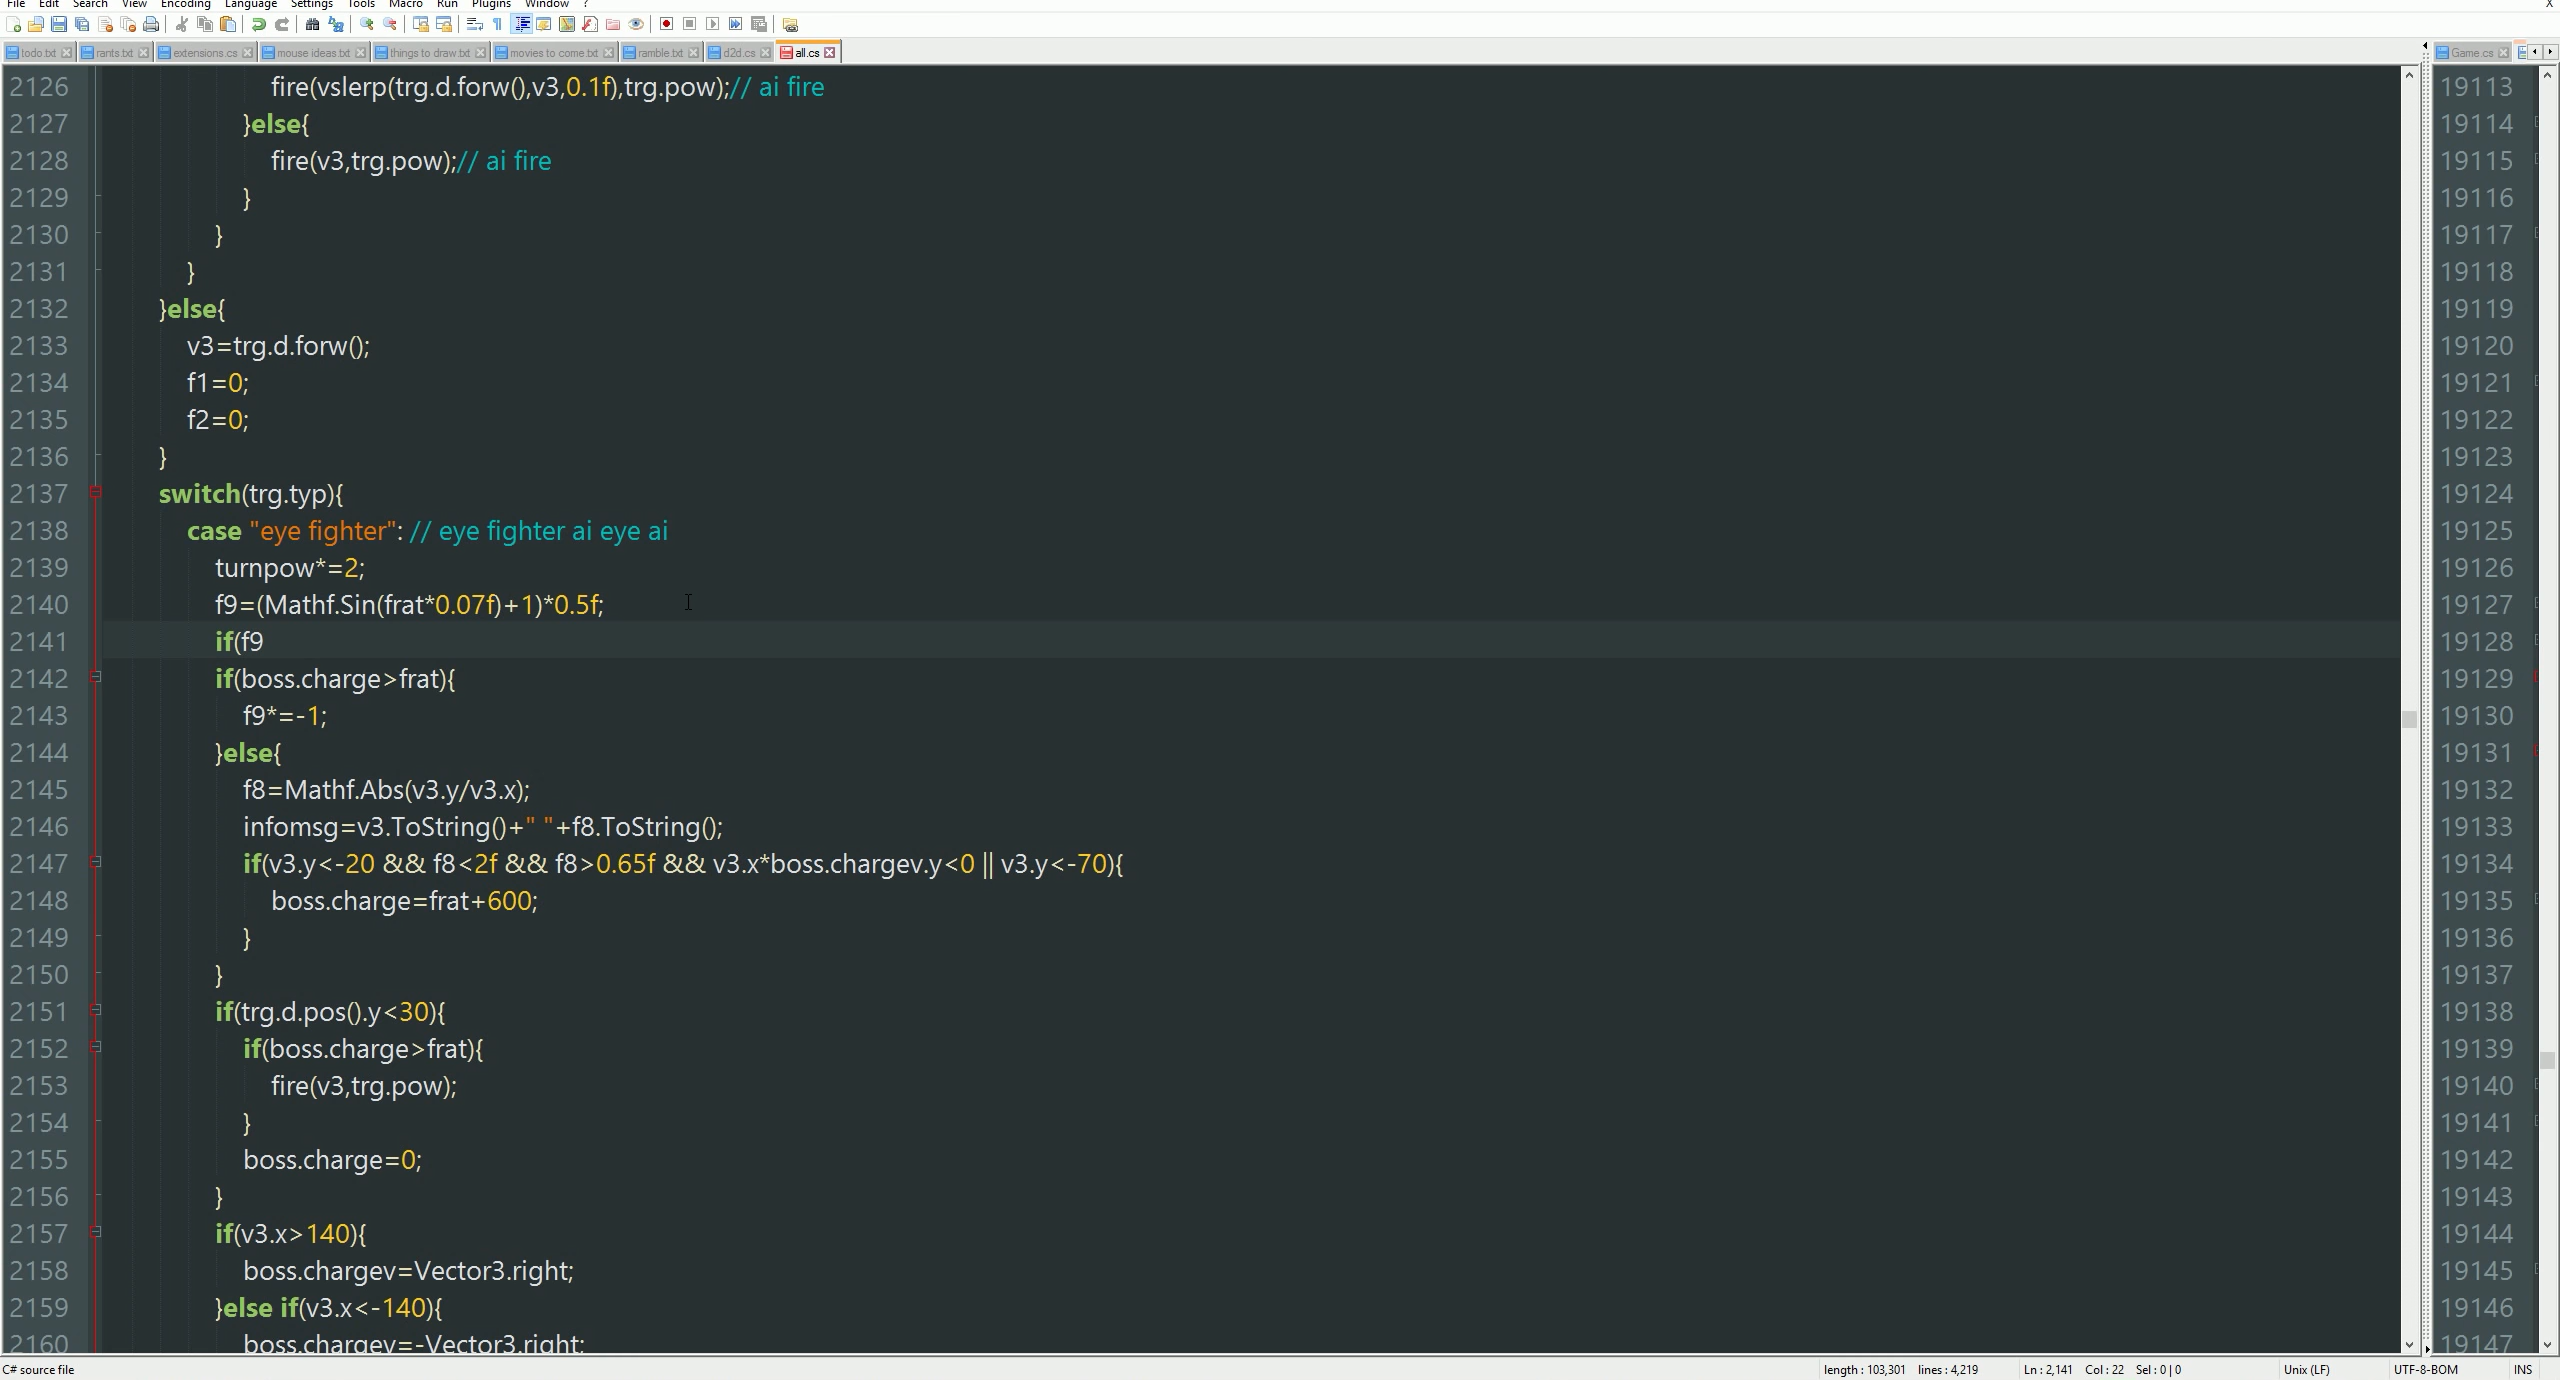 File Edit Search View Encoding Language Settings Tools Macro Run Plugins Window ? X
todo.txt rants.txt extensions.cs mouse ideas.txt things to draw.txt movies to come.txt ramble.txt d2d.cs all.cs Game.cs
2126 fire(vslerp(trg.d.forw(),v3,0.1f),trg.pow);// ai fire
2127 }else{
2128 fire(v3,trg.pow);// ai fire
2129 }
2130 }
2131 }
2132 }else{
2133 v3=trg.d.forw();
2134 f1=0;
2135 f2=0;
2136 }
2137 switch(trg.typ){
2138 case "eye fighter": // eye fighter ai eye ai
2139 turnpow*=2;
2140 f9=(Mathf.Sin(frat*0.07f)+1)*0.5f;
2141 if(f9
2142 if(boss.charge>frat){
2143 f9*=-1;
2144 }else{
2145 f8=Mathf.Abs(v3.y/v3.x);
2146 infomsg=v3.ToString()+" "+f8.ToString();
2147 if(v3.y<-20 && f8<2f && f8>0.65f && v3.x*boss.chargev.y<0 || v3.y<-70){
2148 boss.charge=frat+600;
2149 }
2150 }
2151 if(trg.d.pos().y<30){
2152 if(boss.charge>frat){
2153 fire(v3,trg.pow);
2154 }
2155 boss.charge=0;
2156 }
2157 if(v3.x>140){
2158 boss.chargev=Vector3.right;
2159 }else if(v3.x<-140){
2160 boss.chargev=-Vector3.right;
19113
19114
19115
19116
19117
19118
19119
19120
19121
19122
19123
19124
19125
19126
19127
19128
19129
19130
19131
19132
19133
19134
19135
19136
19137
19138
19139
19140
19141
19142
19143
19144
19145
19146
19147
C# source file length : 103,301 lines : 4,219 Ln : 2,141 Col : 22 Sel : 0 | 0 Unix (LF) UTF-8-BOM INS